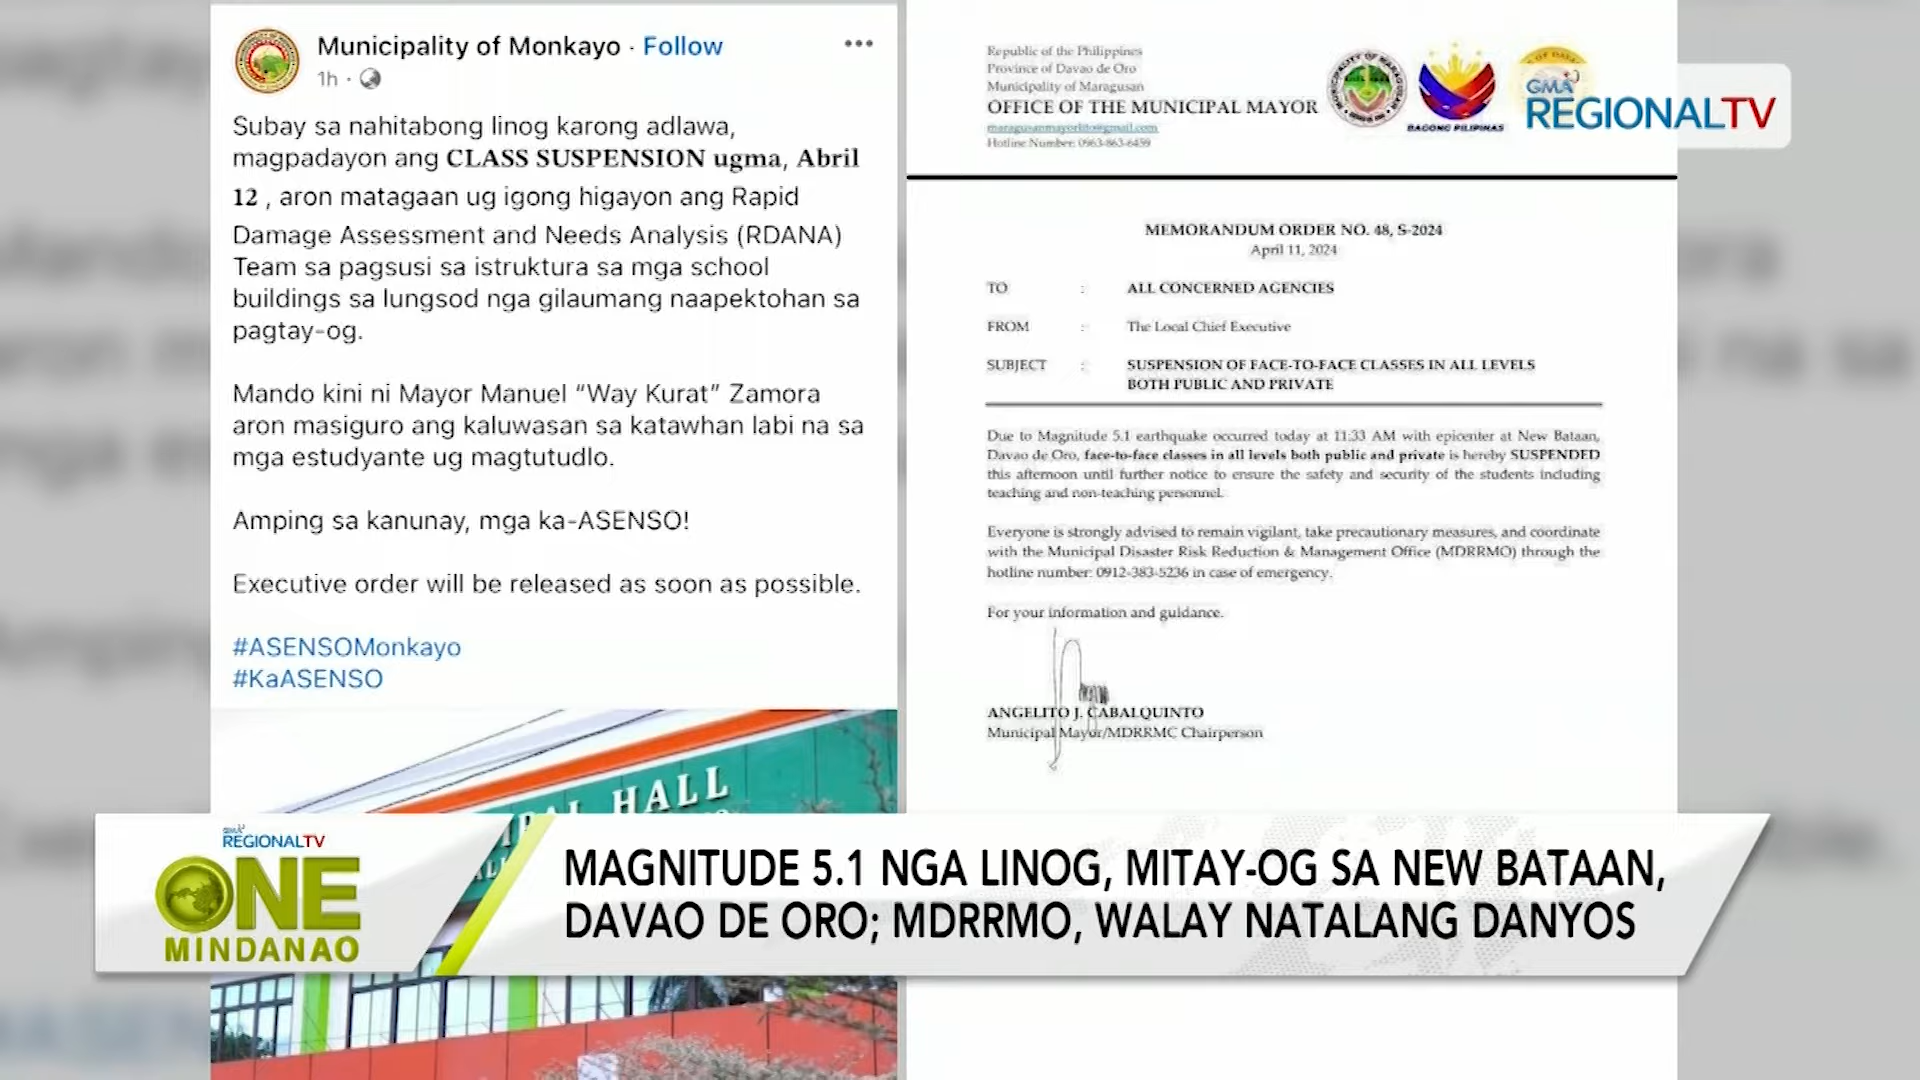 Municipality of Monkayo · Follow
1h ·
Subay sa nahitabong linog karong adlawa,
magpadayon ang CLASS SUSPENSION ugma, Abril
12 , aron matagaan ug igong higayon ang Rapid
Damage Assessment and Needs Analysis (RDANA)
Team sa pagsusi sa istruktura sa mga school
buildings sa lungsod nga gilaumang naapektohan sa
pagtay-og.
Mando kini ni Mayor Manuel “Way Kurat” Zamora
aron masiguro ang kaluwasan sa katawhan labi na sa
mga estudyante ug magtutudlo.
Amping sa kanunay, mga ka-ASENSO!
Executive order will be released as soon as possible.
#ASENSOMonkayo
#KaASENSO
HALL
Republic of the Philippines
Province of Davao de Oro
Municipality of Maragusan
OFFICE OF THE MUNICIPAL MAYOR
maragusanmayorlito@gmail.com
Hotline Number: 0963-863-6459
BAGONG PILIPINAS
GMA
REGIONALTV
MEMORANDUM ORDER NO. 48, S-2024
April 11, 2024
TO : ALL CONCERNED AGENCIES
FROM : The Local Chief Executive
SUBJECT : SUSPENSION OF FACE-TO-FACE CLASSES IN ALL LEVELS
BOTH PUBLIC AND PRIVATE
Due to Magnitude 5.1 earthquake occurred today at 11:33 AM with epicenter at New Bataan,
Davao de Oro, face-to-face classes in all levels both public and private is hereby SUSPENDED
this afternoon until further notice to ensure the safety and security of the students including
teaching and non-teaching personnel.
Everyone is strongly advised to remain vigilant, take precautionary measures, and coordinate
with the Municipal Disaster Risk Reduction & Management Office (MDRRMO) through the
hotline number: 0912-383-5236 in case of emergency.
For your information and guidance.
ANGELITO J. CABALQUINTO
Municipal Mayor/MDRRMC Chairperson
GMA
REGIONALTV
ONE
MINDANAO
MAGNITUDE 5.1 NGA LINOG, MITAY-OG SA NEW BATAAN,
DAVAO DE ORO; MDRRMO, WALAY NATALANG DANYOS